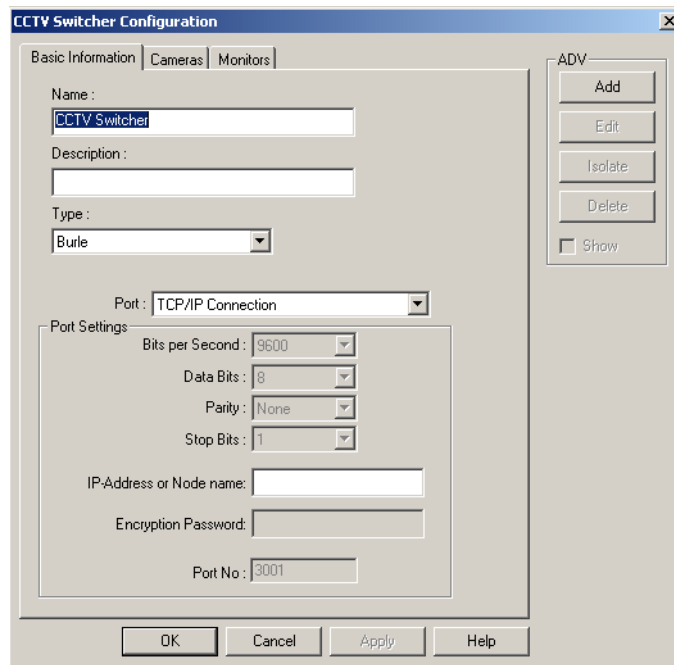 CCTV Switcher Configuration
Basic Information
Cameras
Monitors
Name :
CCTV Switcher
Description :
Type :
Burle
Port : TCP/IP Connection
Port Settings
Bits per Second : 9600
Data Bits : 8
Parity : None
Stop Bits : 1
IP-Address or Node name:
Encryption Password:
Port No : 3001
ADV
Add
Edit
Isolate
Delete
Show
OK
Cancel
Apply
Help